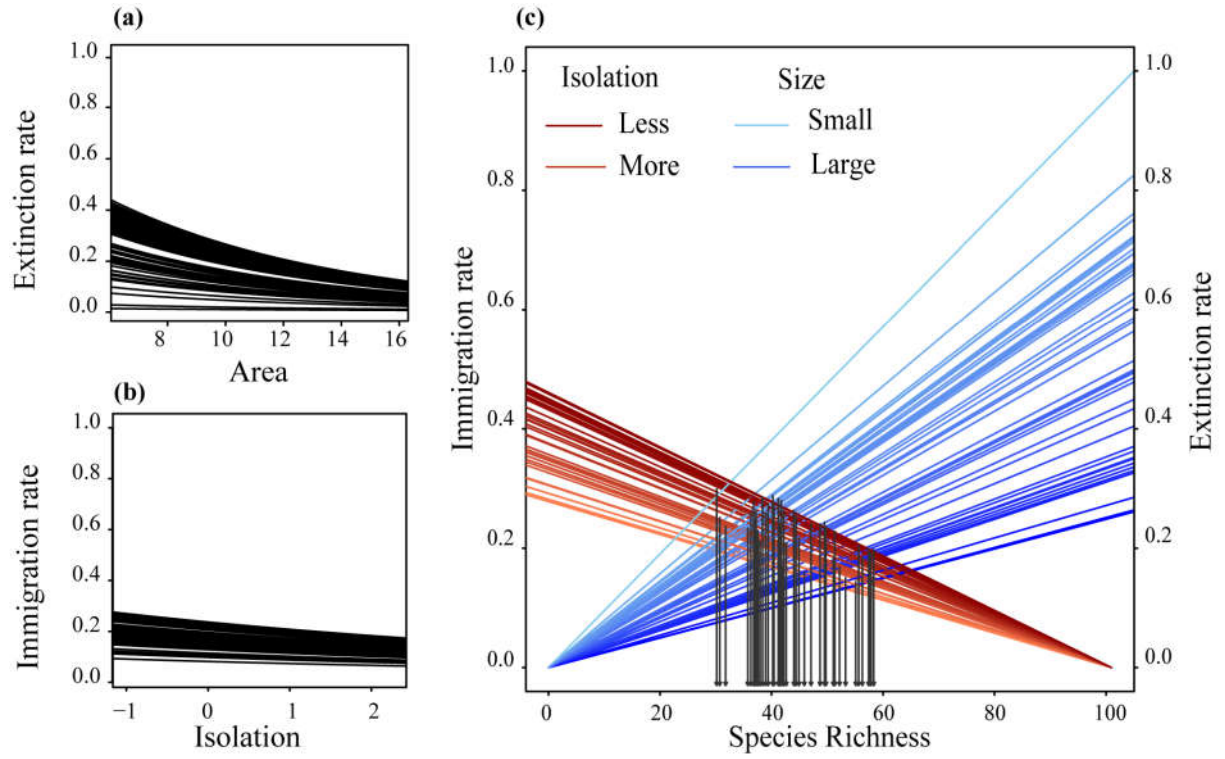 (a)
Extinction rate
1.0
0.8
0.6
0.4
0.2
0.0
8 10 12 14 16
Area
(b)
Immigration rate
1.0
0.8
0.6
0.4
0.2
0.0
−1 0 1 2
Isolation
(c)
Isolation Size
Less Small
More Large
Immigration rate
1.0
0.8
0.6
0.4
0.2
0.0
Extinction rate
1.0
0.8
0.6
0.4
0.2
0.0
0 20 40 60 80 100
Species Richness